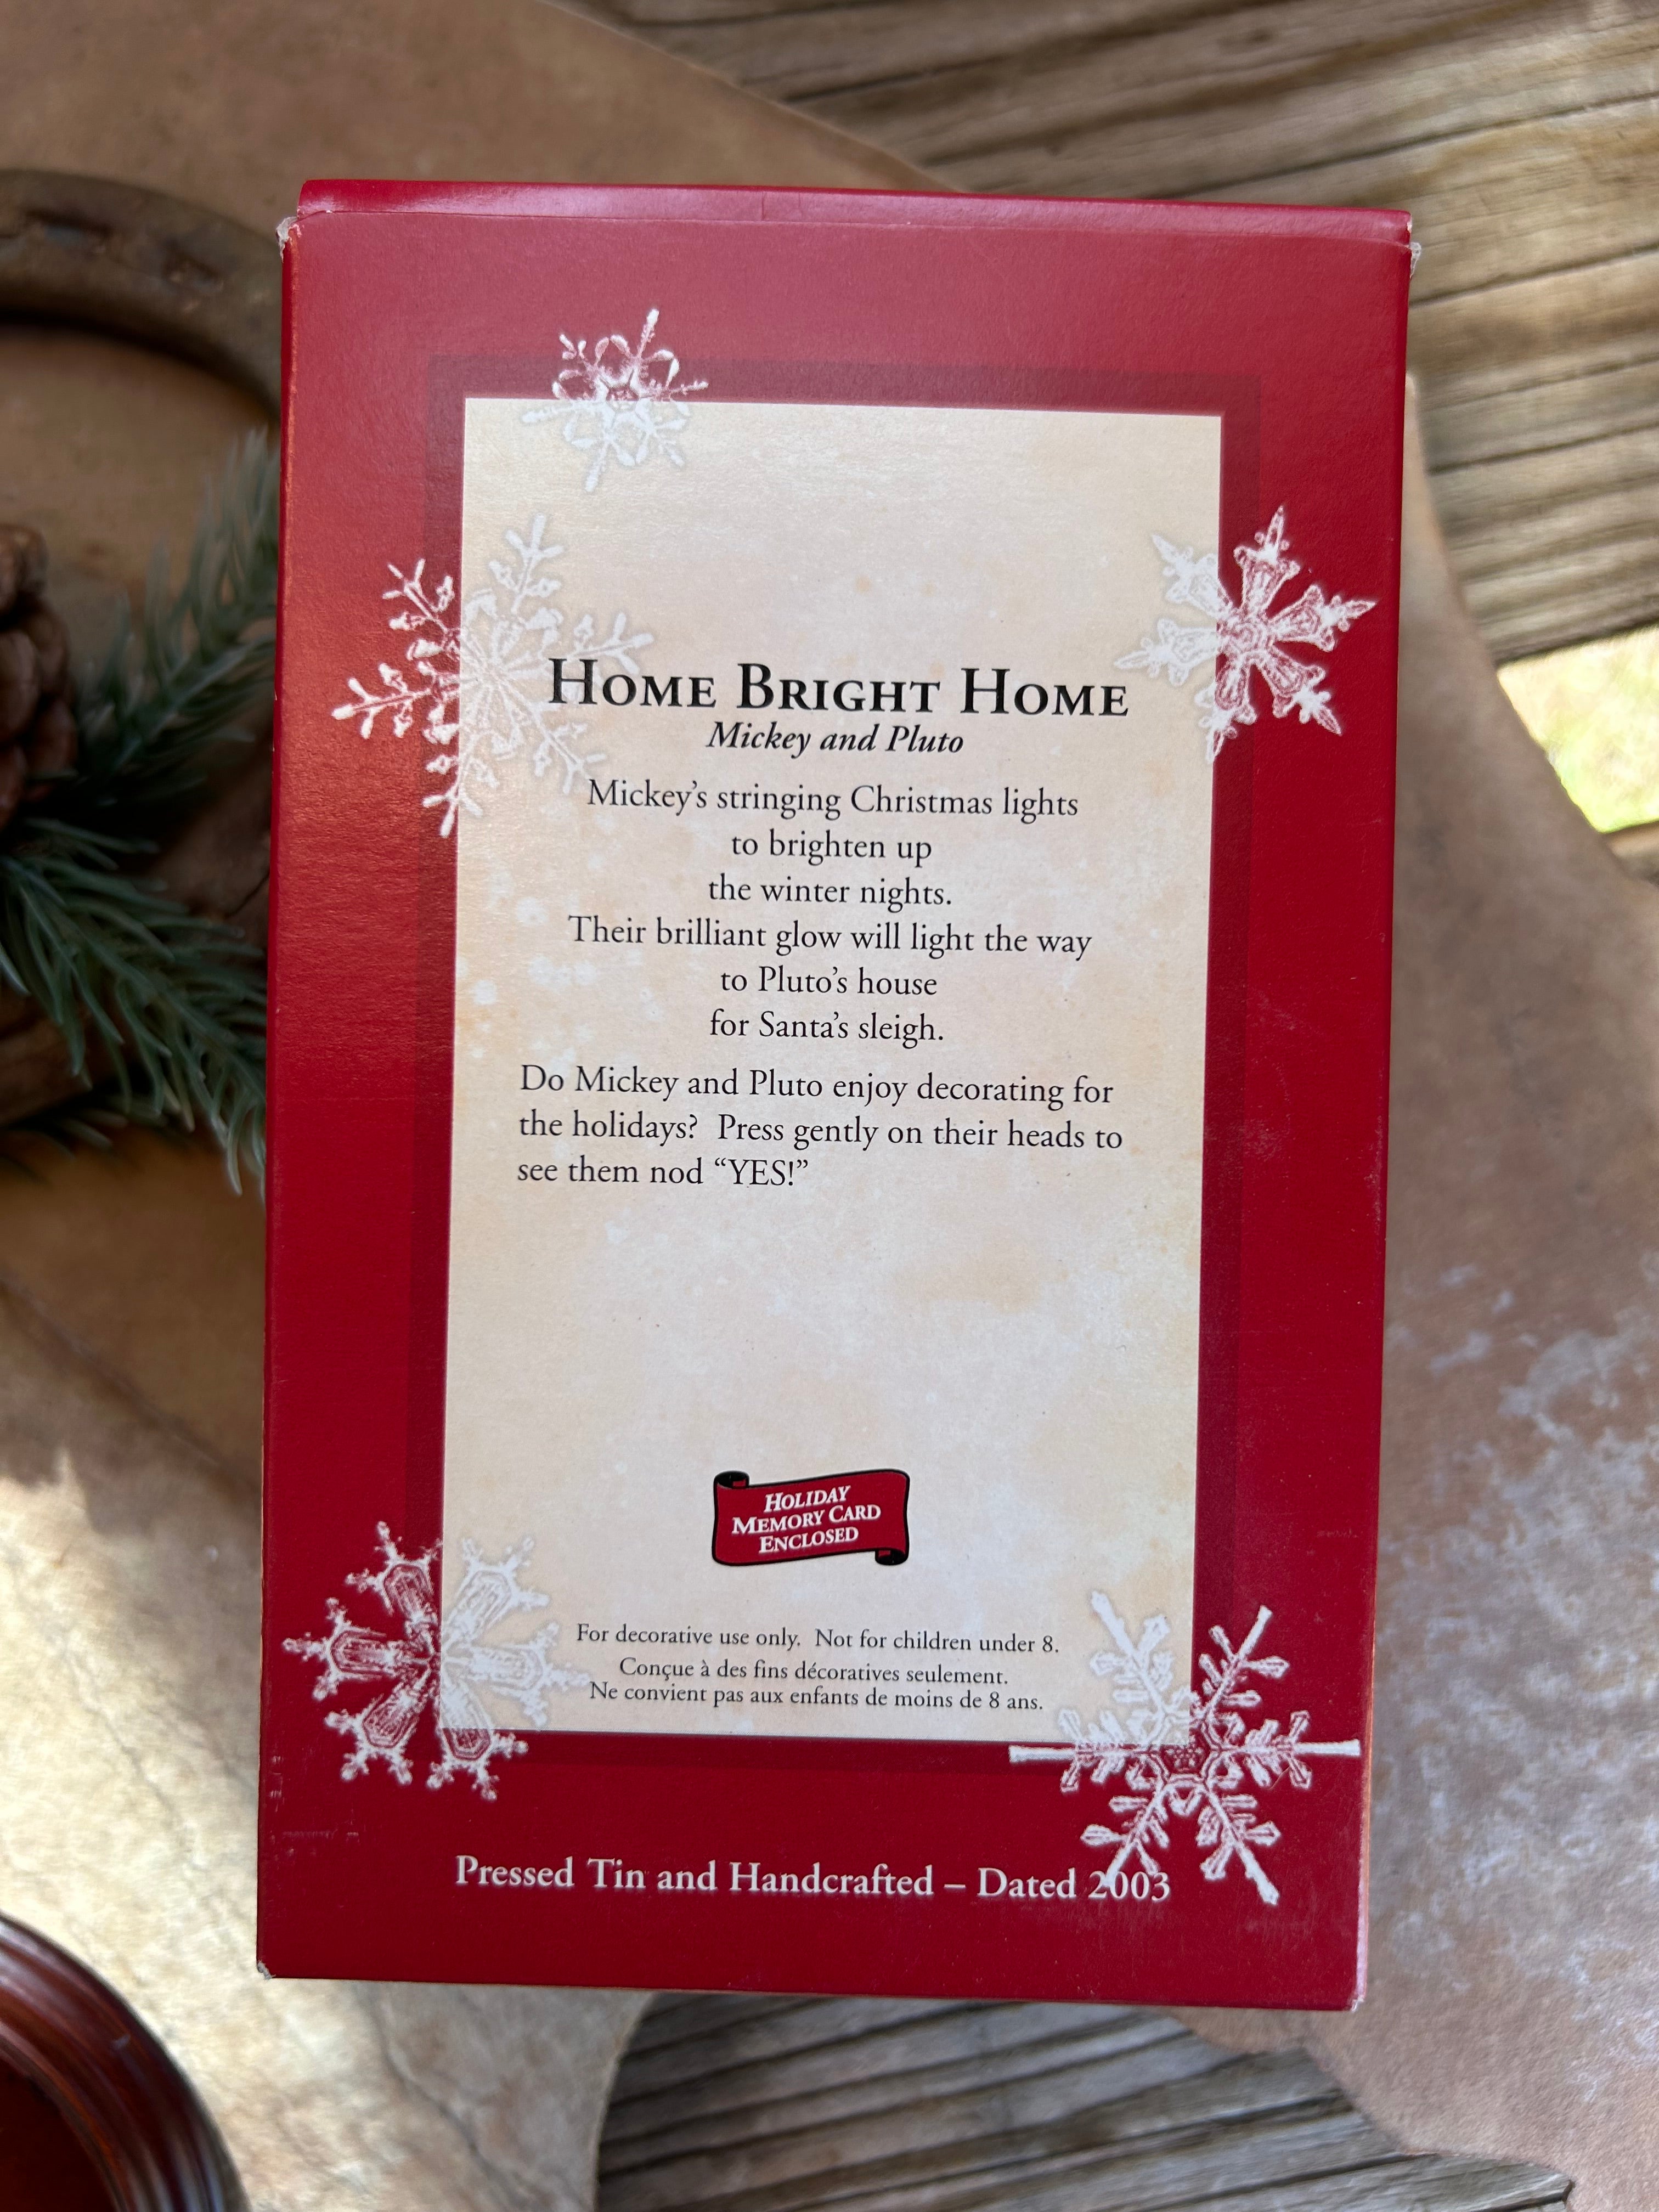 HOME BRIGHT HOME
Mickey and Pluto
Mickey’s stringing Christmas lights
to brighten up
the winter nights.
Their brilliant glow will light the way
to Pluto’s house
for Santa’s sleigh.
Do Mickey and Pluto enjoy decorating for
the holidays?  Press gently on their heads to
see them nod “YES!”
HOLIDAY
MEMORY CARD
ENCLOSED
For decorative use only.  Not for children under 8.
Conçue à des fins décoratives seulement.
Ne convient pas aux enfants de moins de 8 ans.
Pressed Tin and Handcrafted – Dated 2003